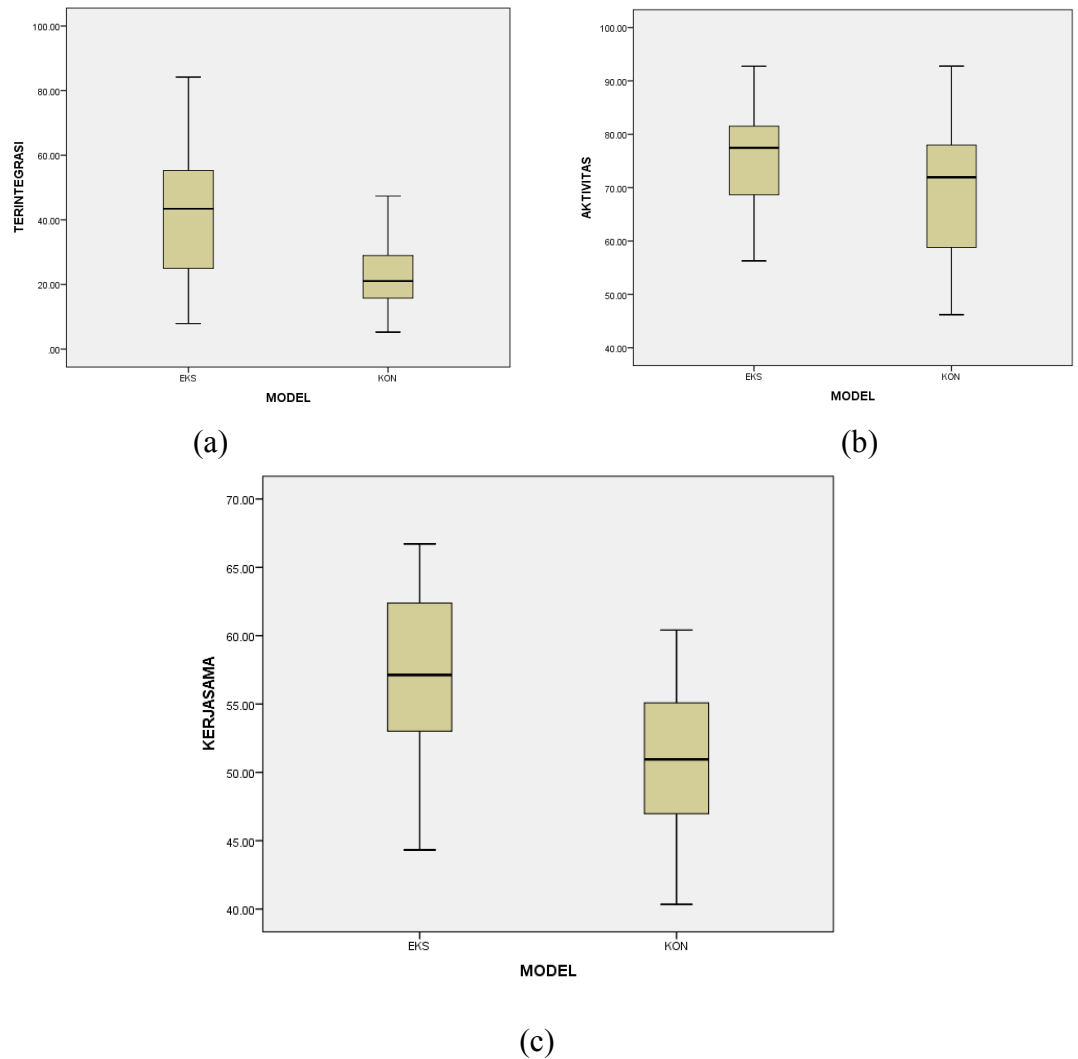 100.00
80.00
60.00
40.00
20.00
.00
TERINTEGRASI
EKS KON
MODEL
(a)
100.00
90.00
80.00
70.00
60.00
50.00
40.00
AKTIVITAS
EKS KON
MODEL
(b)
70.00
65.00
60.00
55.00
50.00
45.00
40.00
KERJASAMA
EKS KON
MODEL
(c)